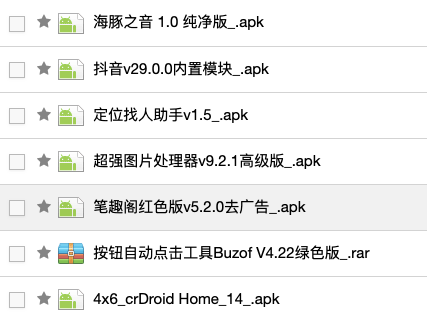 海豚之音 1.0 纯净版_.apk
抖音v29.0.0内置模块_.apk
定位找人助手v1.5_.apk
超强图片处理器v9.2.1高级版_.apk
笔趣阁红色版v5.2.0去广告_.apk
按钮自动点击工具Buzof V4.22绿色版_.rar
4x6_crDroid Home_14_.apk